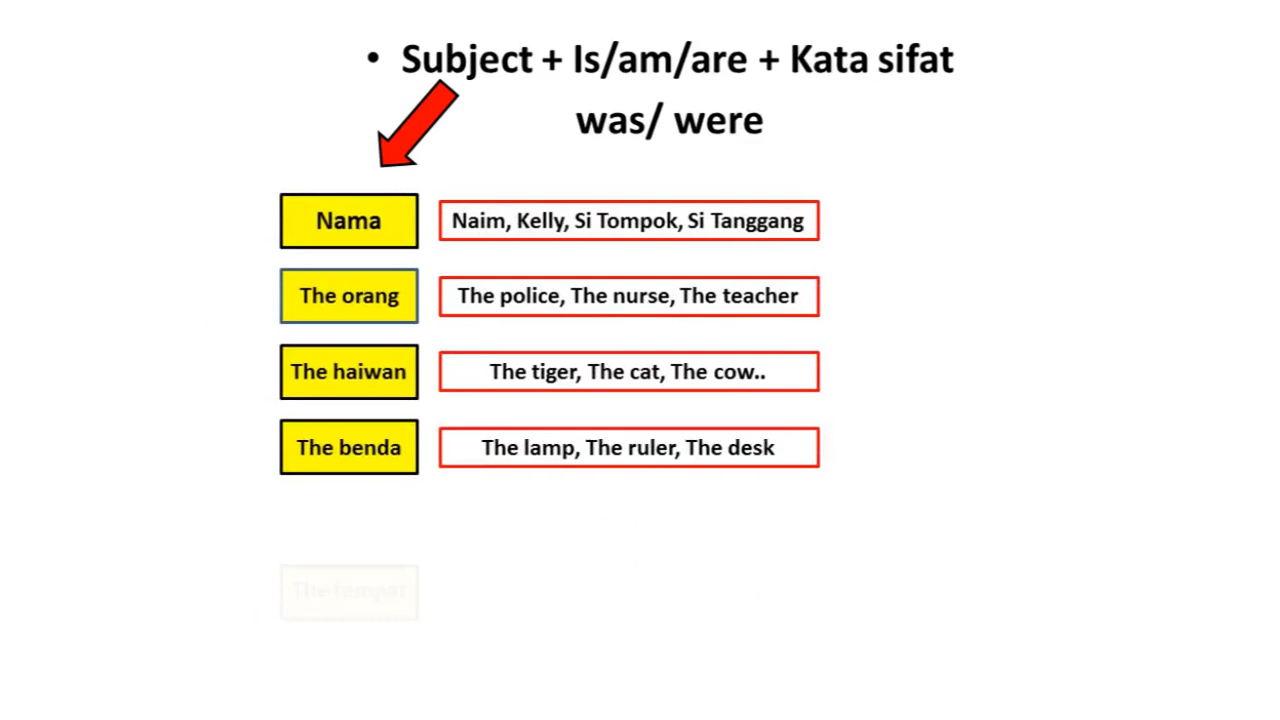 • Subject + Is/am/are + Kata sifat
was/ were
Nama
Naim, Kelly, Si Tompok, Si Tanggang
The orang
The police, The nurse, The teacher
The haiwan
The tiger, The cat, The cow..
The benda
The lamp, The ruler, The desk
The tempat